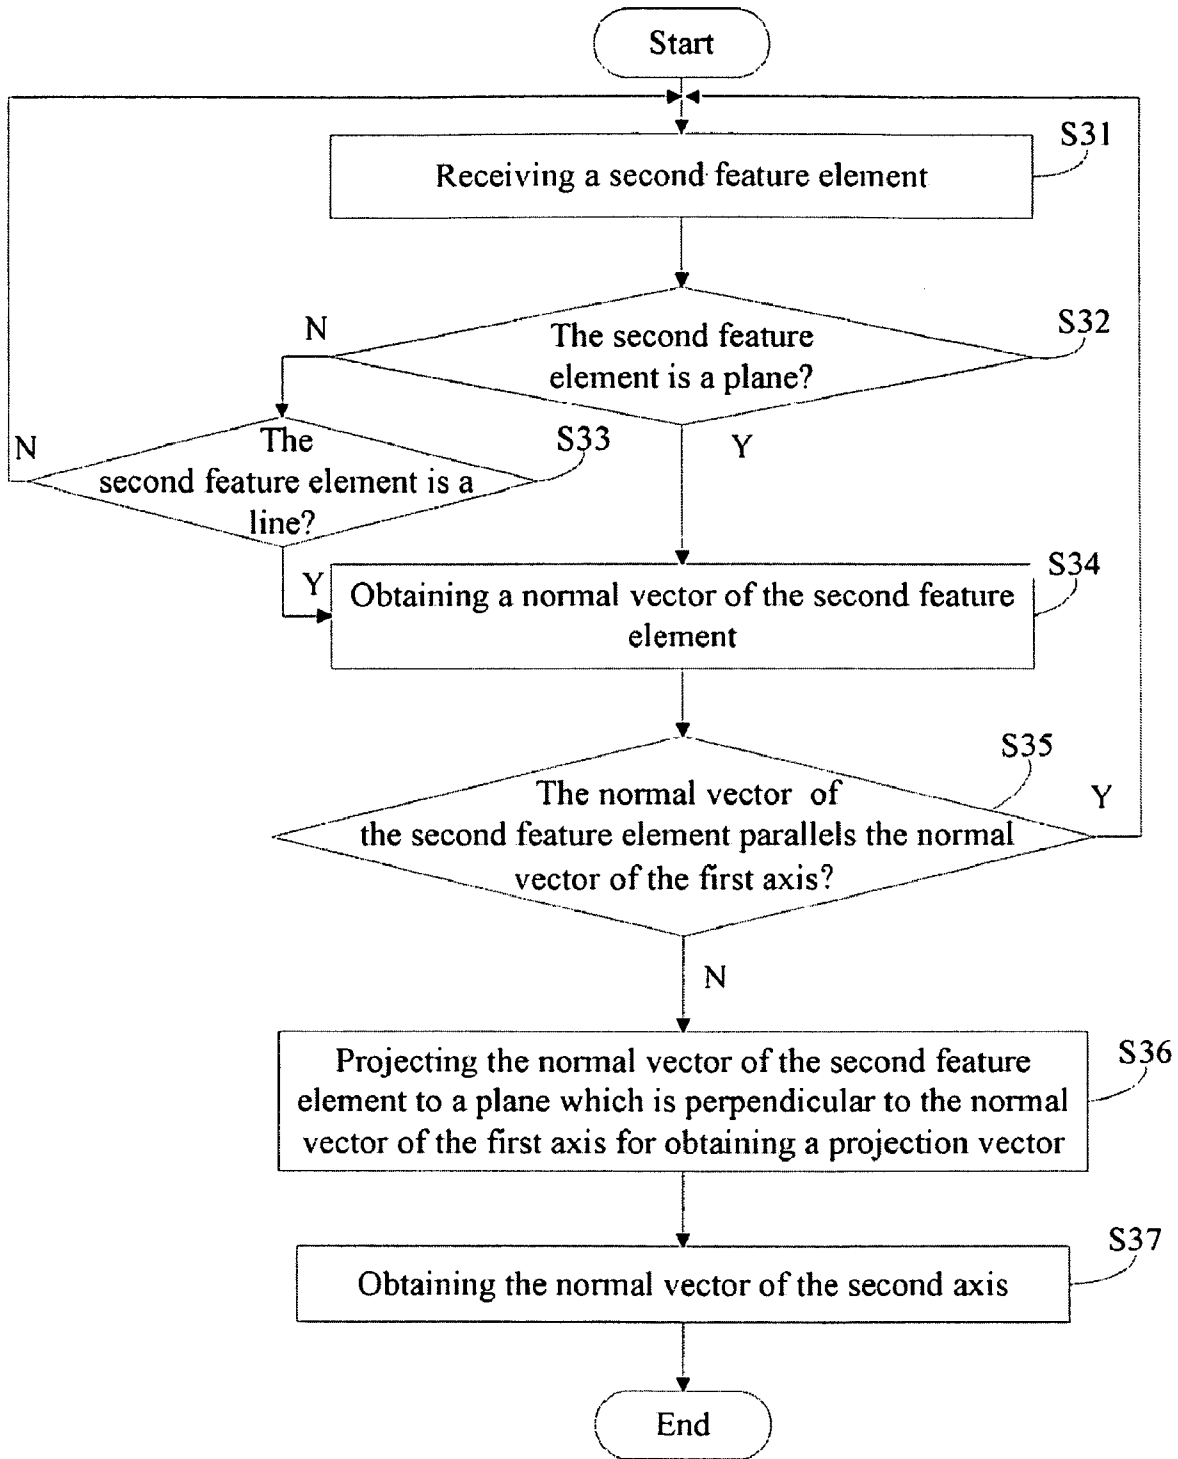 Start
S31
Receiving a second feature element
N
The second feature
element is a plane?
S32
N
The
second feature element is a
line?
S33
Y
Y
Obtaining a normal vector of the second feature
element
S34
S35
The normal vector of
the second feature element parallels the normal
vector of the first axis?
Y
N
Projecting the normal vector of the second feature
element to a plane which is perpendicular to the normal
vector of the first axis for obtaining a projection vector
S36
Obtaining the normal vector of the second axis
S37
End